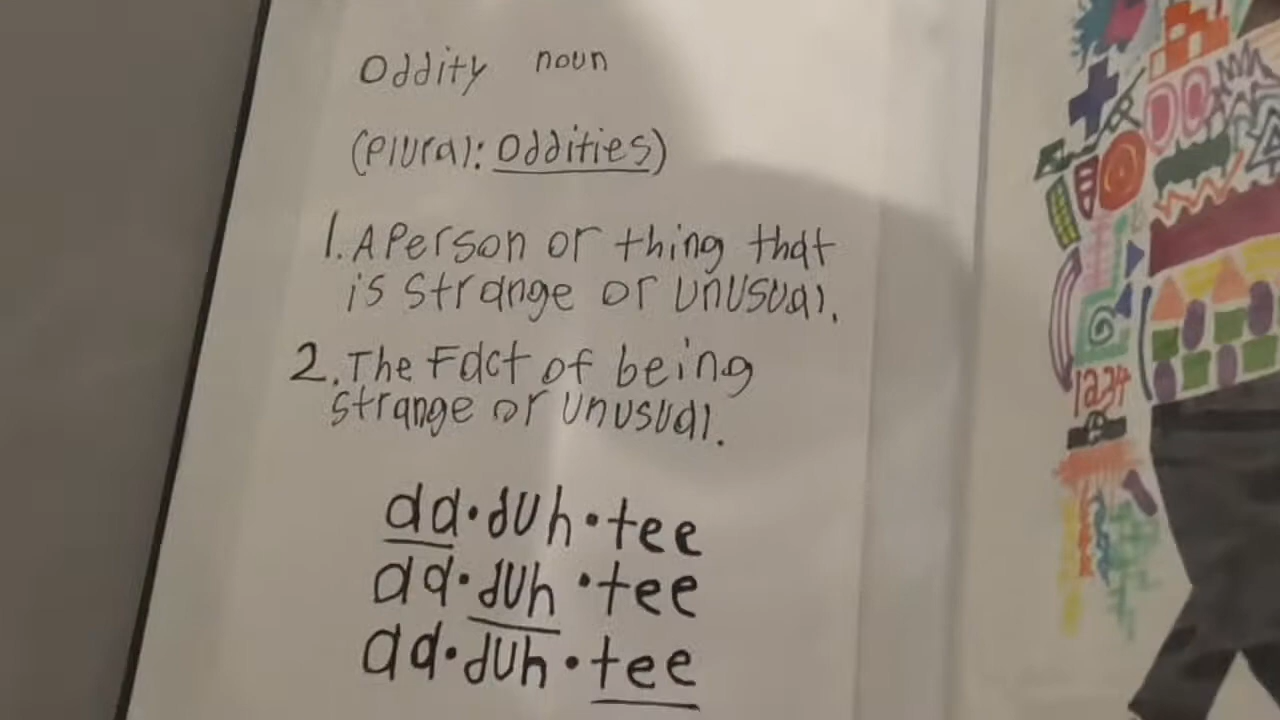 Oddity noun
(Plural: Oddities)
1. A Person or thing that
is strange or unusual.
2. The Fact of being
strange or unusual.
ad·duh·tee
ad·duh·tee
ad·duh·tee
1234